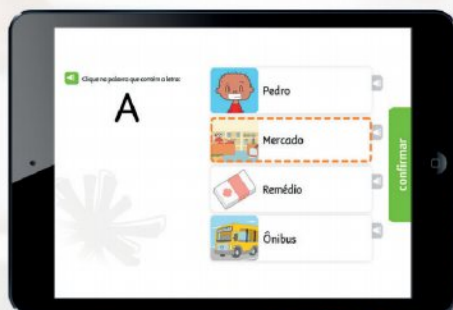 Clique na palavra que contém a letra:
A
Pedro
Mercado
Remédio
Ônibus
confirmar